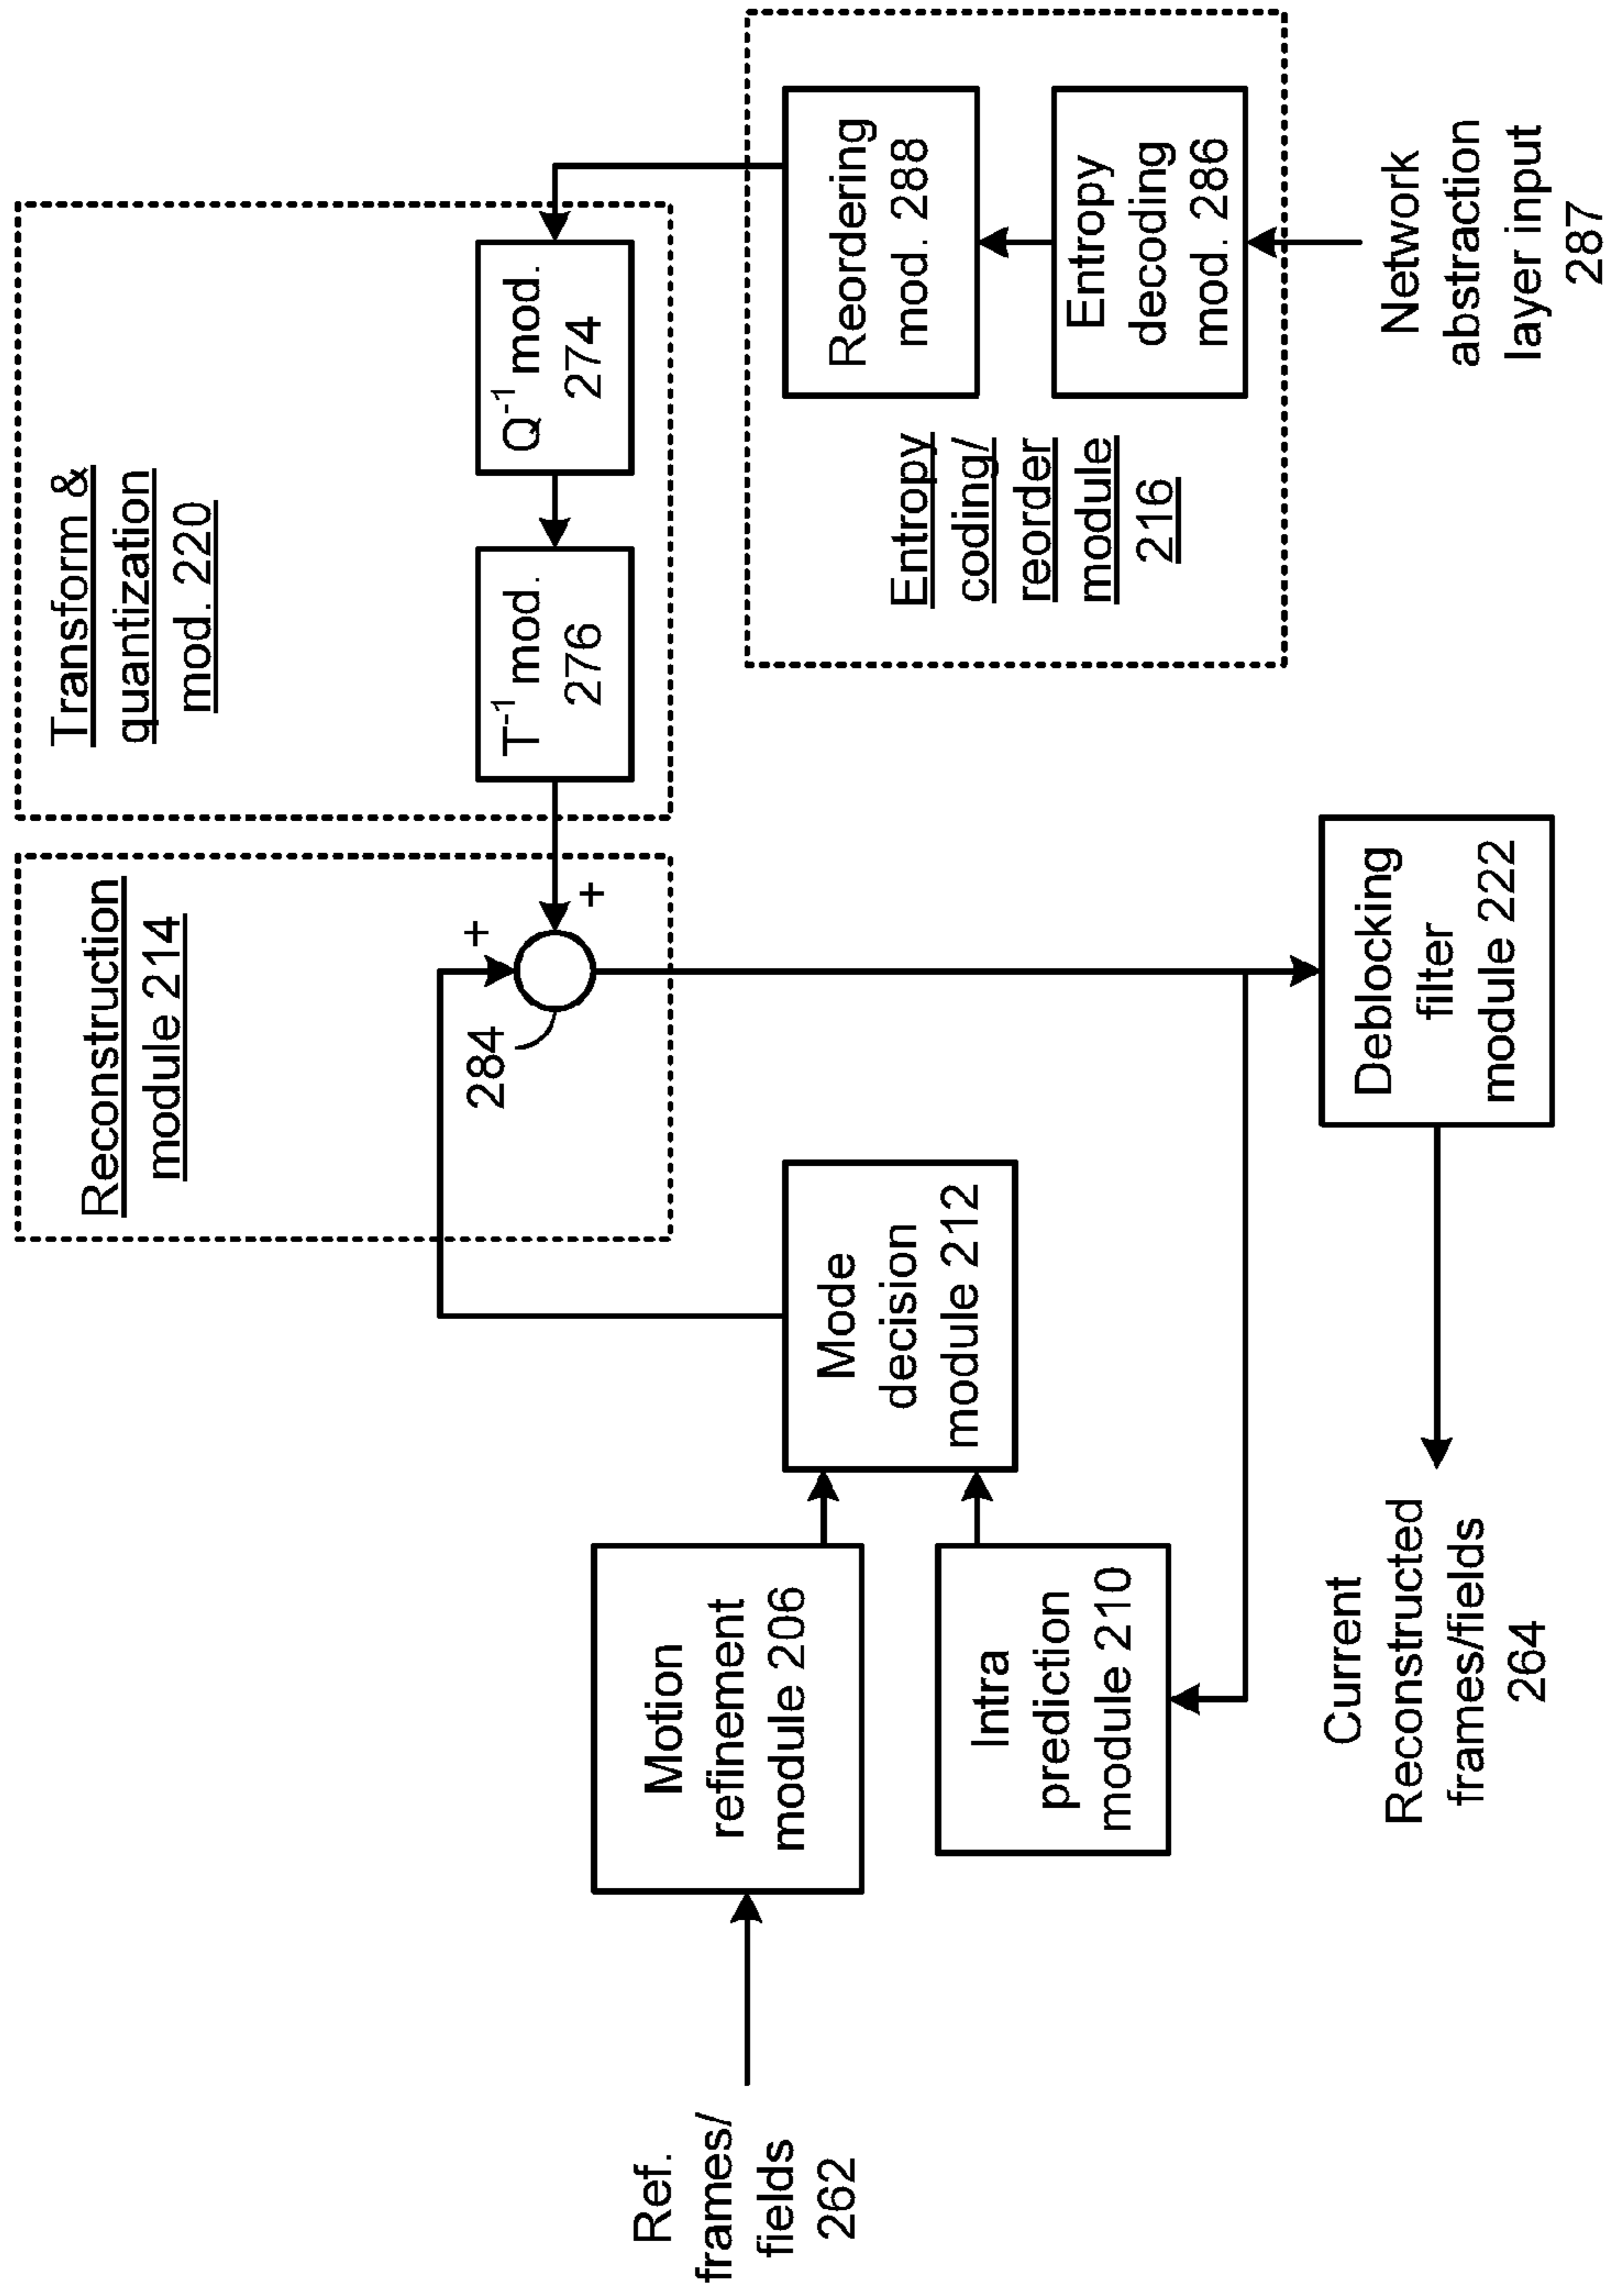 Reconstruction
module 214
Transform &
quantization
mod. 220
284
+
+
T-1 mod.
276
Q-1 mod.
274
Ref.
frames/
fields
262
Motion
refinement
module 206
Mode
decision
module 212
Intra
prediction
module 210
Entropy
coding/
reorder
module
216
Reordering
mod. 288
Entropy
decoding
mod. 286
Current
Reconstructed
frames/fields
264
Deblocking
filter
module 222
Network
abstraction
layer input
287